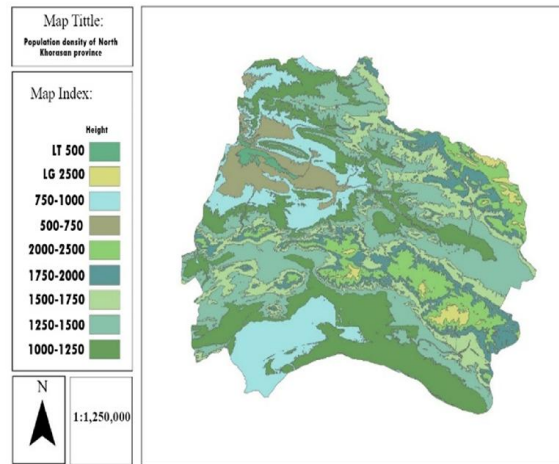 Map Tittle:
Population density of North
Khorasan province
Map Index:
Height
LT 500
LG 2500
750-1000
500-750
2000-2500
1750-2000
1500-1750
1250-1500
1000-1250
N
1:1,250,000